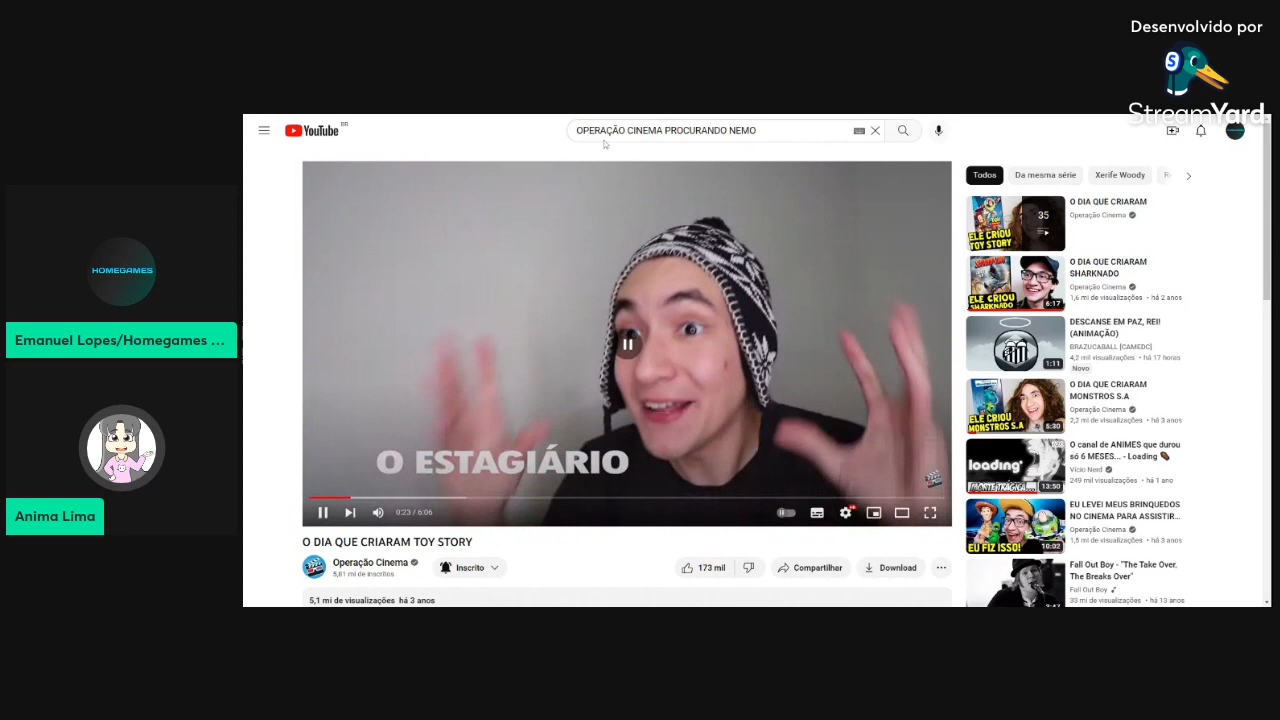 Desenvolvido por
StreamYard.
YouTube BR
OPERAÇÃO CINEMA PROCURANDO NEMO
HOMEGAMES
Emanuel Lopes/Homegames ...
Anima Lima
O ESTAGIÁRIO
0:23 / 6:06
O DIA QUE CRIARAM TOY STORY
Operação Cinema
5,81 mi de inscritos
Inscrito
173 mil
Compartilhar
Download
5,1 mi de visualizações há 3 anos
Todos
Da mesma série
Xerife Woody
ELE CRIOU
TOY STORY
35
O DIA QUE CRIARAM
Operação Cinema
ELE CRIOU
SHARKNADO
6:17
O DIA QUE CRIARAM
SHARKNADO
Operação Cinema
1,6 mi de visualizações • há 2 anos
1:11
DESCANSE EM PAZ, REI!
(ANIMAÇÃO)
BRAZUCABALL [CAMEDC]
4,2 mil visualizações • há 17 horas
Novo
ELE CRIOU
MONSTROS S.A
5:30
O DIA QUE CRIARAM
MONSTROS S.A
Operação Cinema
2,2 mi de visualizações • há 3 anos
loading
MORTE TRÁGICA...
13:50
O canal de ANIMES que durou
só 6 MESES... - Loading
Vício Nerd
249 mil visualizações • há 1 ano
EU FIZ ISSO!
10:02
EU LEVEI MEUS BRINQUEDOS
NO CINEMA PARA ASSISTIR...
Operação Cinema
1,5 mi de visualizações • há 3 anos
Fall Out Boy - "The Take Over,
The Breaks Over"
Fall Out Boy
33 mi de visualizações • há 13 anos